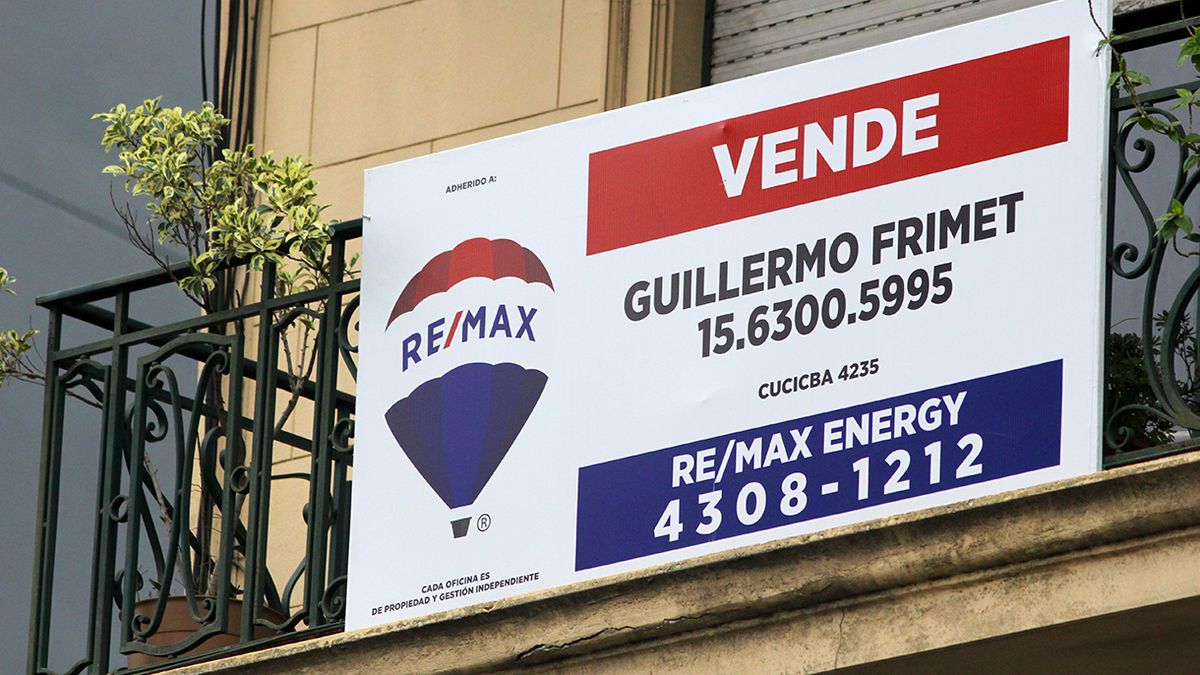 ADHERIDO A:
RE/MAX
®
CADA OFICINA ES
DE PROPIEDAD Y GESTIÓN INDEPENDIENTE
VENDE
GUILLERMO FRIMET
15.6300.5995
CUCICBA 4235
RE/MAX ENERGY
4308-1212